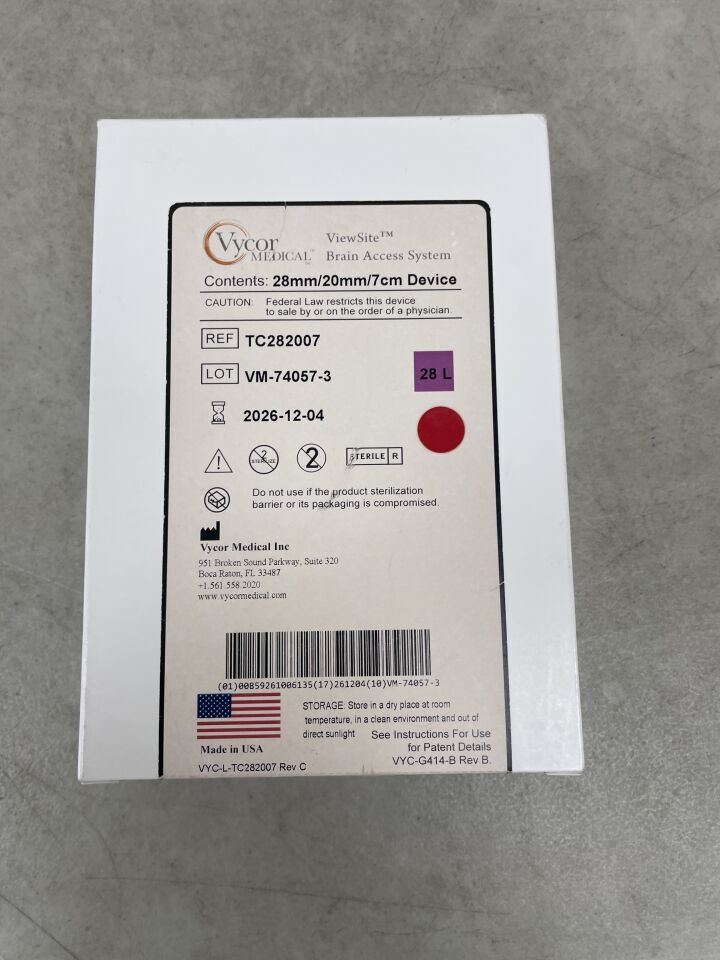 Vycor
MEDICAL™
ViewSite™
Brain Access System
Contents: 28mm/20mm/7cm Device
CAUTION: Federal Law restricts this device
to sale by or on the order of a physician.
REF TC282007
LOT VM-74057-3
28 L
2026-12-04
2
STERILIZE
2
STERILE R
Do not use if the product sterilization
barrier or its packaging is compromised.
Vycor Medical Inc
951 Broken Sound Parkway, Suite 320
Boca Raton, FL 33487
+1.561.558.2020
www.vycormedical.com
(01)00859261006135(17)261204(10)VM-74057-3
STORAGE: Store in a dry place at room
temperature, in a clean environment and out of
direct sunlight
See Instructions For Use
for Patent Details
Made in USA
VYC-L-TC282007 Rev C
VYC-G414-B Rev B.